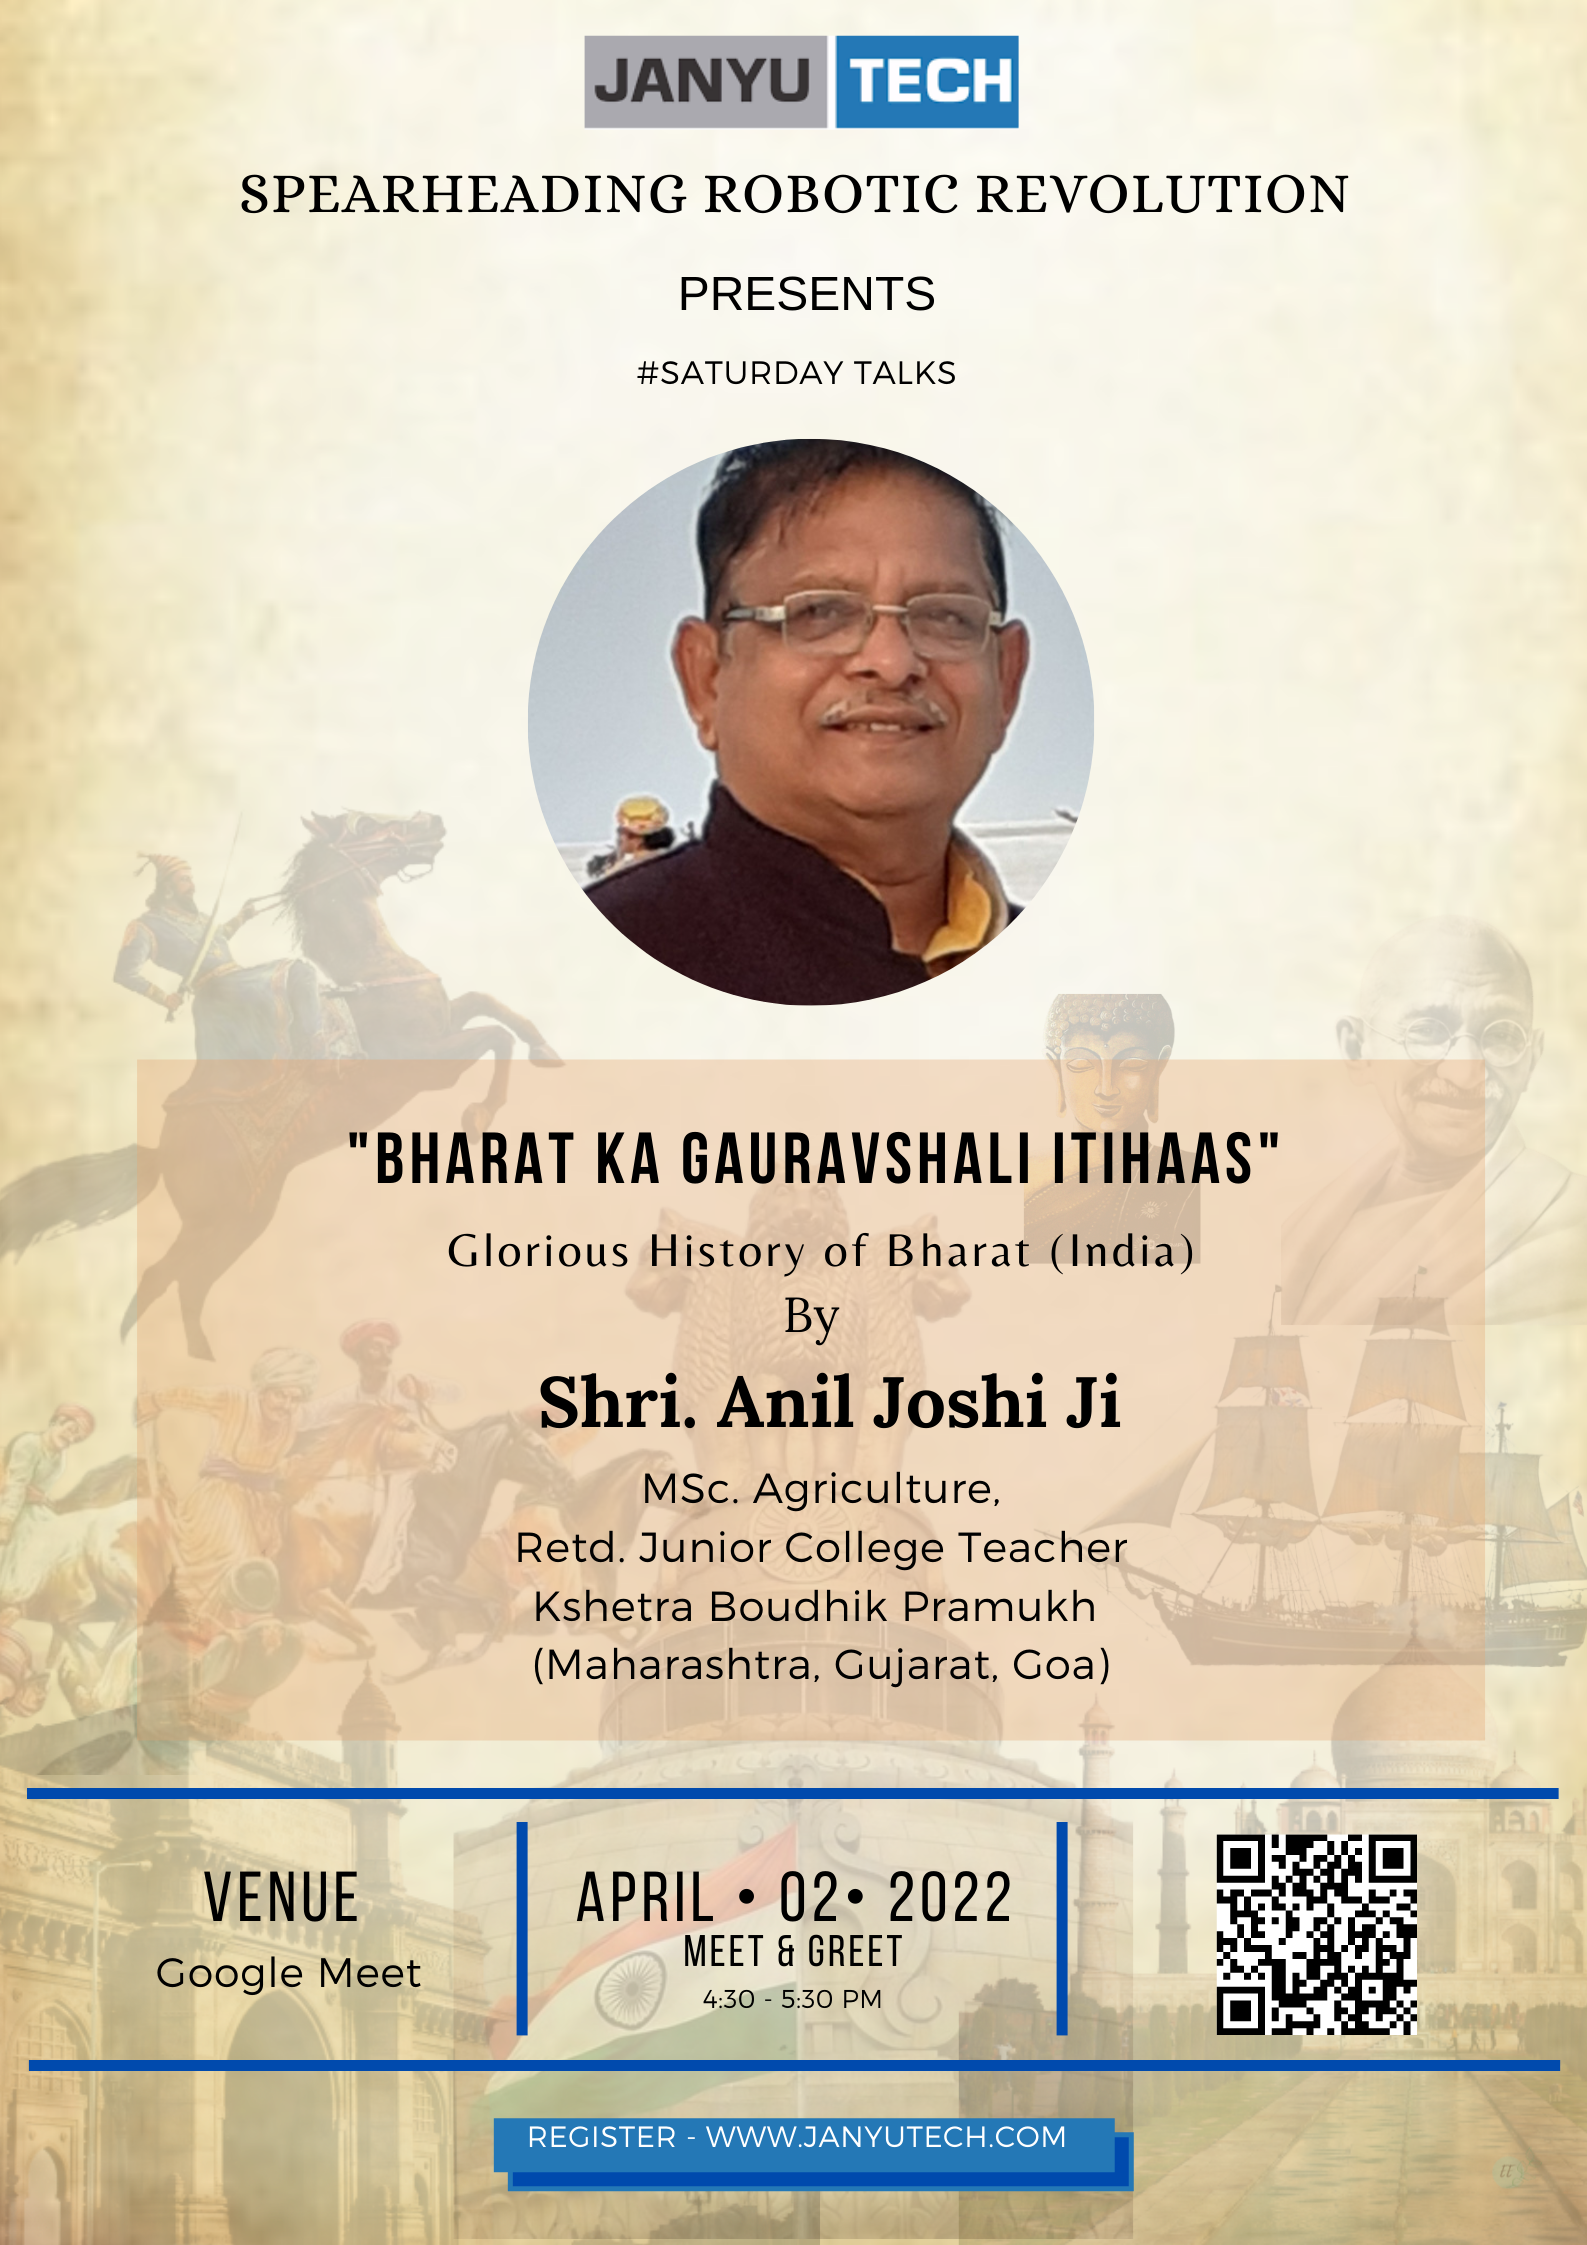 JANYU TECH
SPEARHEADING ROBOTIC REVOLUTION
PRESENTS
#SATURDAY TALKS
"BHARAT KA GAURAVSHALI ITIHAAS"
Glorious History of Bharat (India)
By
Shri. Anil Joshi Ji
MSc. Agriculture,
Retd. Junior College Teacher
Kshetra Boudhik Pramukh
(Maharashtra, Gujarat, Goa)
VENUE
Google Meet
APRIL • 02• 2022
MEET & GREET
4:30 - 5:30 PM
REGISTER - WWW.JANYUTECH.COM